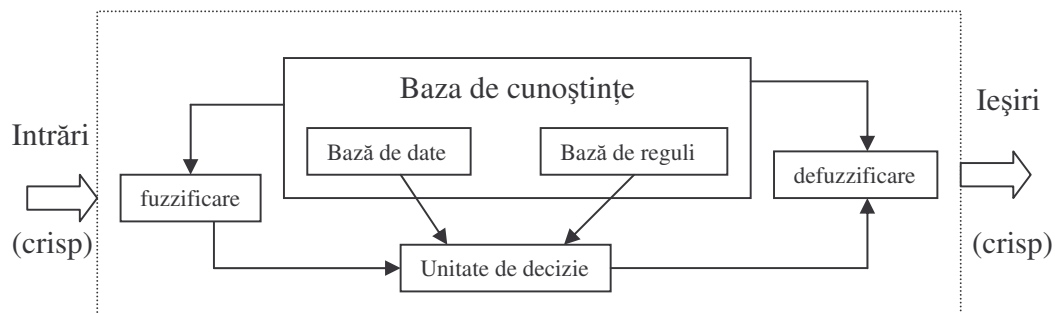 Baza de cunoştinţe
Ieşiri
Intrări
Bază de date
Bază de reguli
fuzzificare
defuzzificare
(crisp)
(crisp)
Unitate de decizie